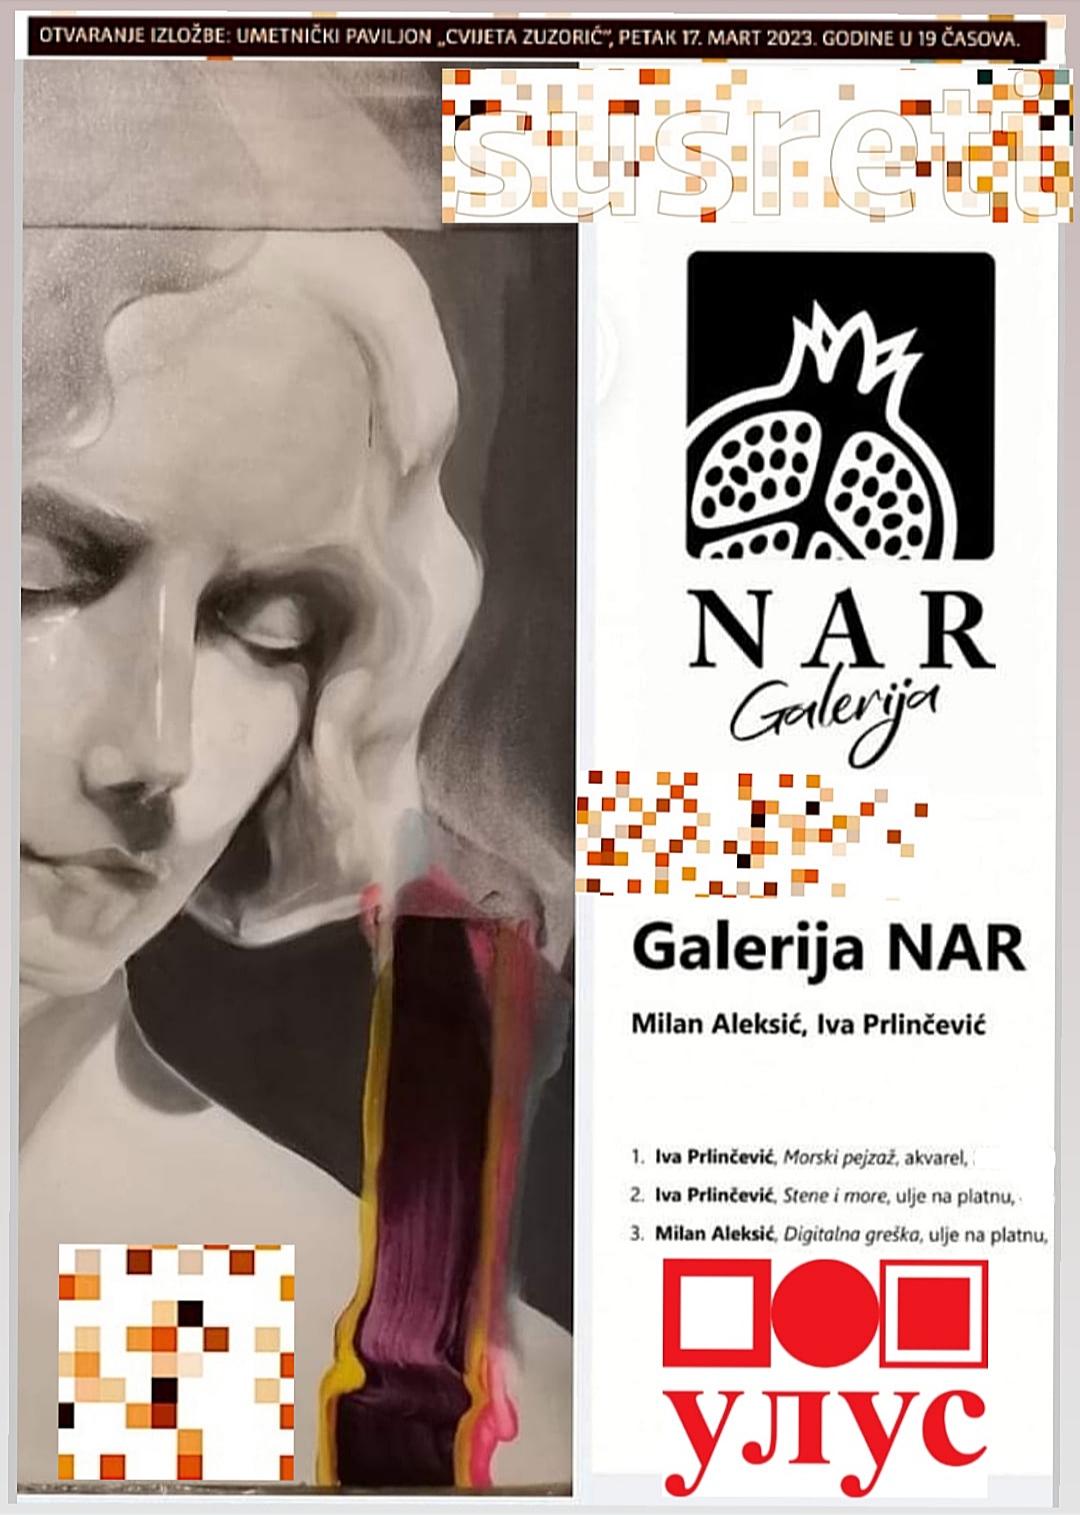 OTVARANJE IZLOŽBE: UMETNIČKI PAVILJON „CVIJETA ZUZORIĆ”, PETAK 17. MART 2023. GODINE U 19 ČASOVA.
susreti
NAR
Galerija
Galerija NAR
Milan Aleksić, Iva Prlinčević
1. Iva Prlinčević, Morski pejzaž, akvarel,
2. Iva Prlinčević, Stene i more, ulje na platnu,
3. Milan Aleksić, Digitalna greška, ulje na platnu,
улус